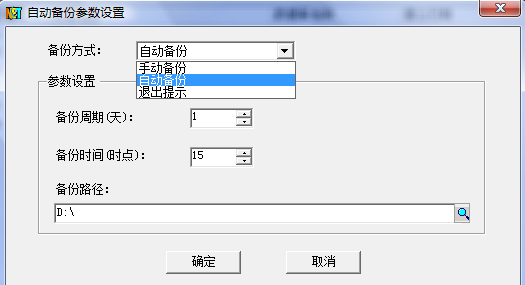 自动备份参数设置
备份方式: 自动备份
手动备份
自动备份
退出提示
参数设置
备份周期(天): 1
备份时间(时点): 15
备份路径:
D:\
确定 取消